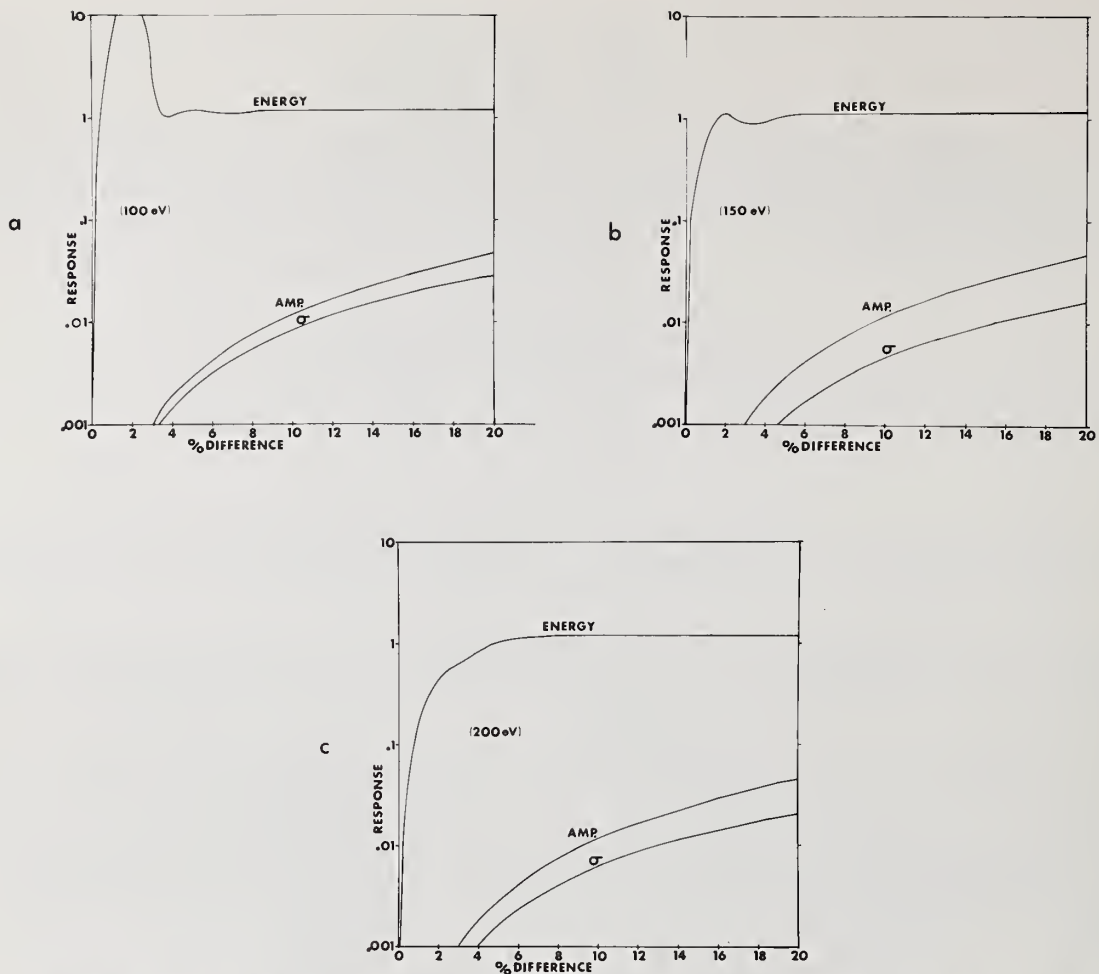 a
10
1
.1
.01
.001
RESPONSE
ENERGY
(100 eV)
AMP.
σ
0 2 4 6 8 10 12 14 16 18 20
% DIFFERENCE
b
10
1
.1
.01
.001
RESPONSE
ENERGY
(150 eV)
AMP.
σ
0 2 4 6 8 10 12 14 16 18 20
% DIFFERENCE
c
10
1
.1
.01
.001
RESPONSE
ENERGY
(200 eV)
AMP.
σ
0 2 4 6 8 10 12 14 16 18 20
% DIFFERENCE